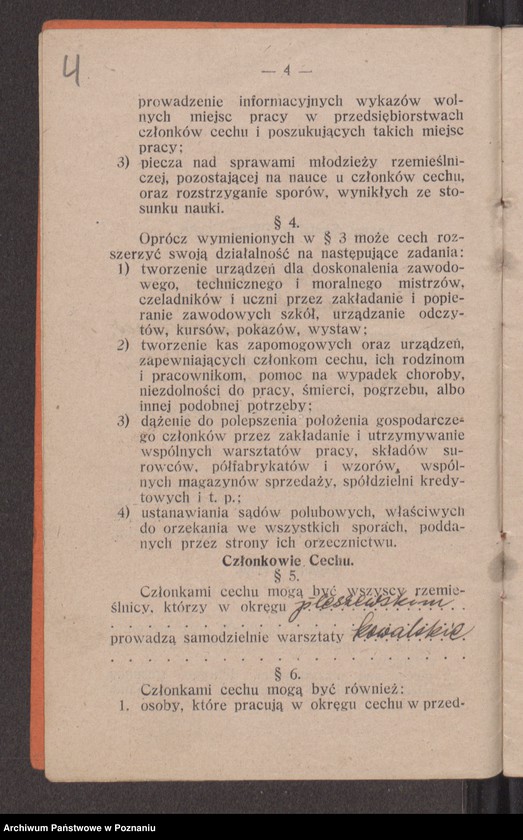 4
— 4 —
prowadzenie informacyjnych wykazów wol-
nych miejsc pracy w przedsiębiorstwach
członków cechu i poszukujących takich miejsc
pracy;
3) piecza nad sprawami młodzieży rzemieślni-
czej, pozostającej na nauce u członków cechu,
oraz rozstrzyganie sporów, wynikłych ze sto-
sunku nauki.
§ 4.
Oprócz wymienionych w § 3 może cech roz-
szerzyć swoją działalność na następujące zadania:
1) tworzenie urządzeń dla doskonalenia zawodo-
wego, technicznego i moralnego mistrzów,
czeladników i uczni przez zakładanie i popie-
ranie zawodowych szkół, urządzanie odczy-
tów, kursów, pokazów, wystaw;
2) tworzenie kas zapomogowych oraz urządzeń,
zapewniających członkom cechu, ich rodzinom
i pracownikom, pomoc na wypadek choroby,
niezdolności do pracy, śmierci, pogrzebu, albo
innej podobnej potrzeby;
3) dążenie do polepszenia położenia gospodarcze-
go członków przez zakładanie i utrzymywanie
wspólnych warsztatów pracy, składów su-
rowców, półfabrykatów i wzorów, wspól-
nych magazynów sprzedaży, spółdzielni kredy-
towych i t. p.;
4) ustanawiania sądów polubowych, właściwych
do orzekania we wszystkich sporach, podda-
nych przez strony ich orzecznictwu.
Członkowie Cechu.
§ 5.
Członkami cechu mogą być wszyscy rzemie-
ślnicy, którzy w okręgu pleszewskim
prowadzą samodzielnie warsztaty kowalskie
§ 6.
Członkami cechu mogą być również:
1. osoby, które pracują w okręgu cechu w przed-
Archiwum Państwowe w Poznaniu